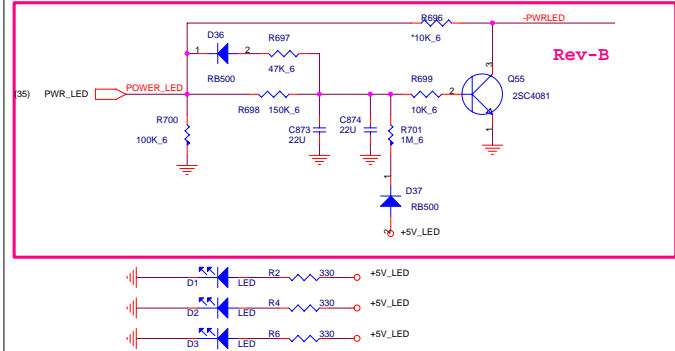 R696
-PWRLED
*10K_6
D36
R697
Rev-B
1
2
3
47K_6
RB500
R699
Q55
(35)
PWR_LED
POWER_LED
2
2SC4081
R698
150K_6
10K_6
R700
C873
C874
R701
100K_6
22U
22U
1M_6
1
1
D37
RB500
2
+5V_LED
D1
LED
R2
330
+5V_LED
D2
LED
R4
330
+5V_LED
D3
LED
R6
330
+5V_LED